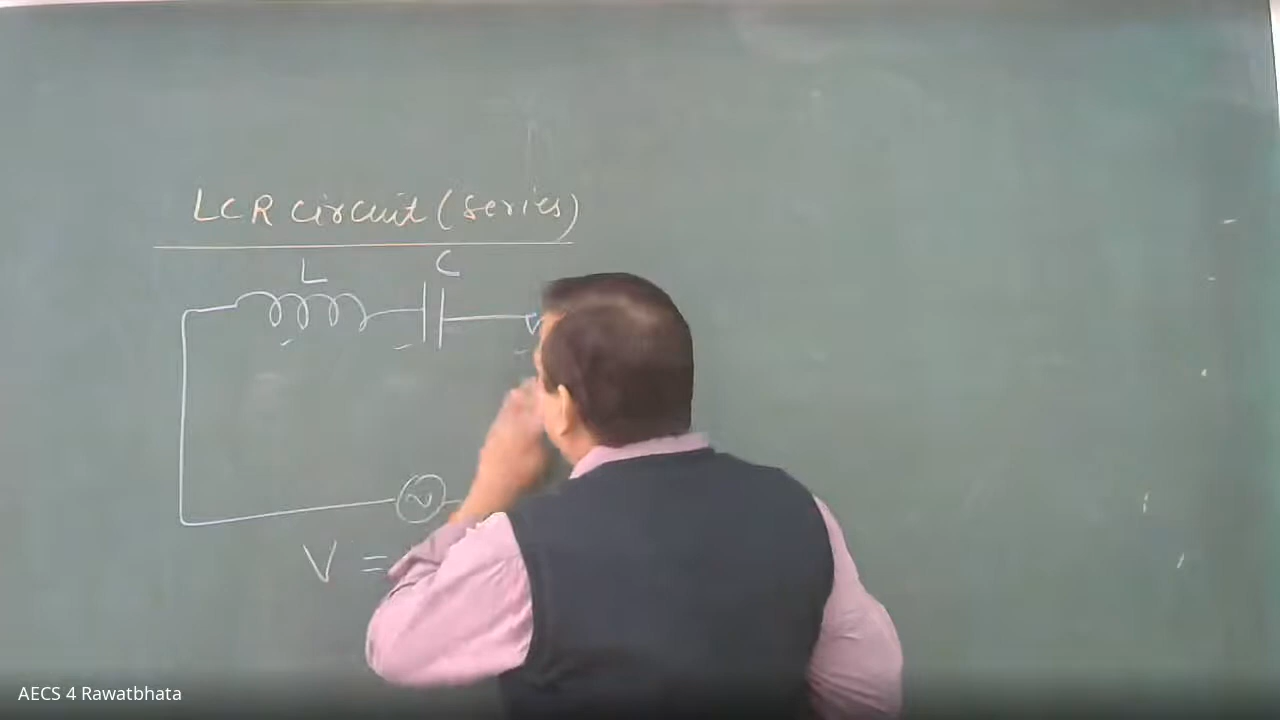 LCR circuit (series)
L C
V =
AECS 4 Rawatbhata